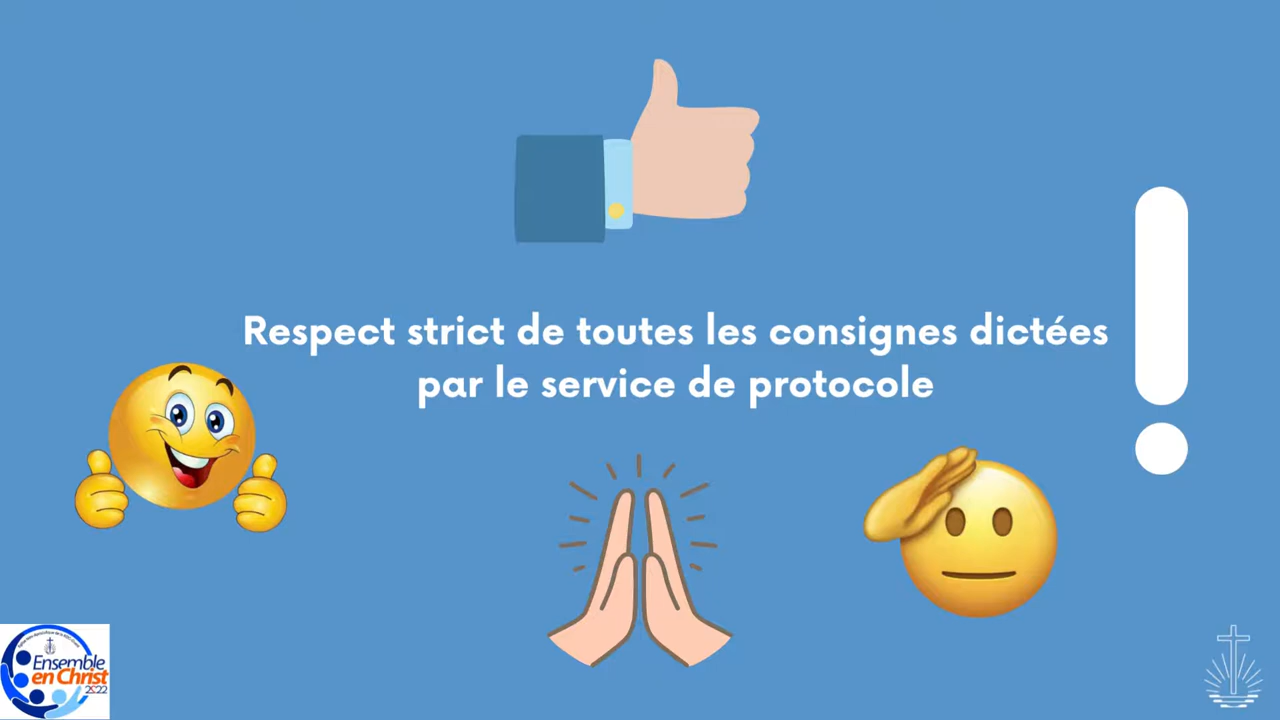 Respect strict de toutes les consignes dictées
par le service de protocole
Ensemble
en Christ
2022